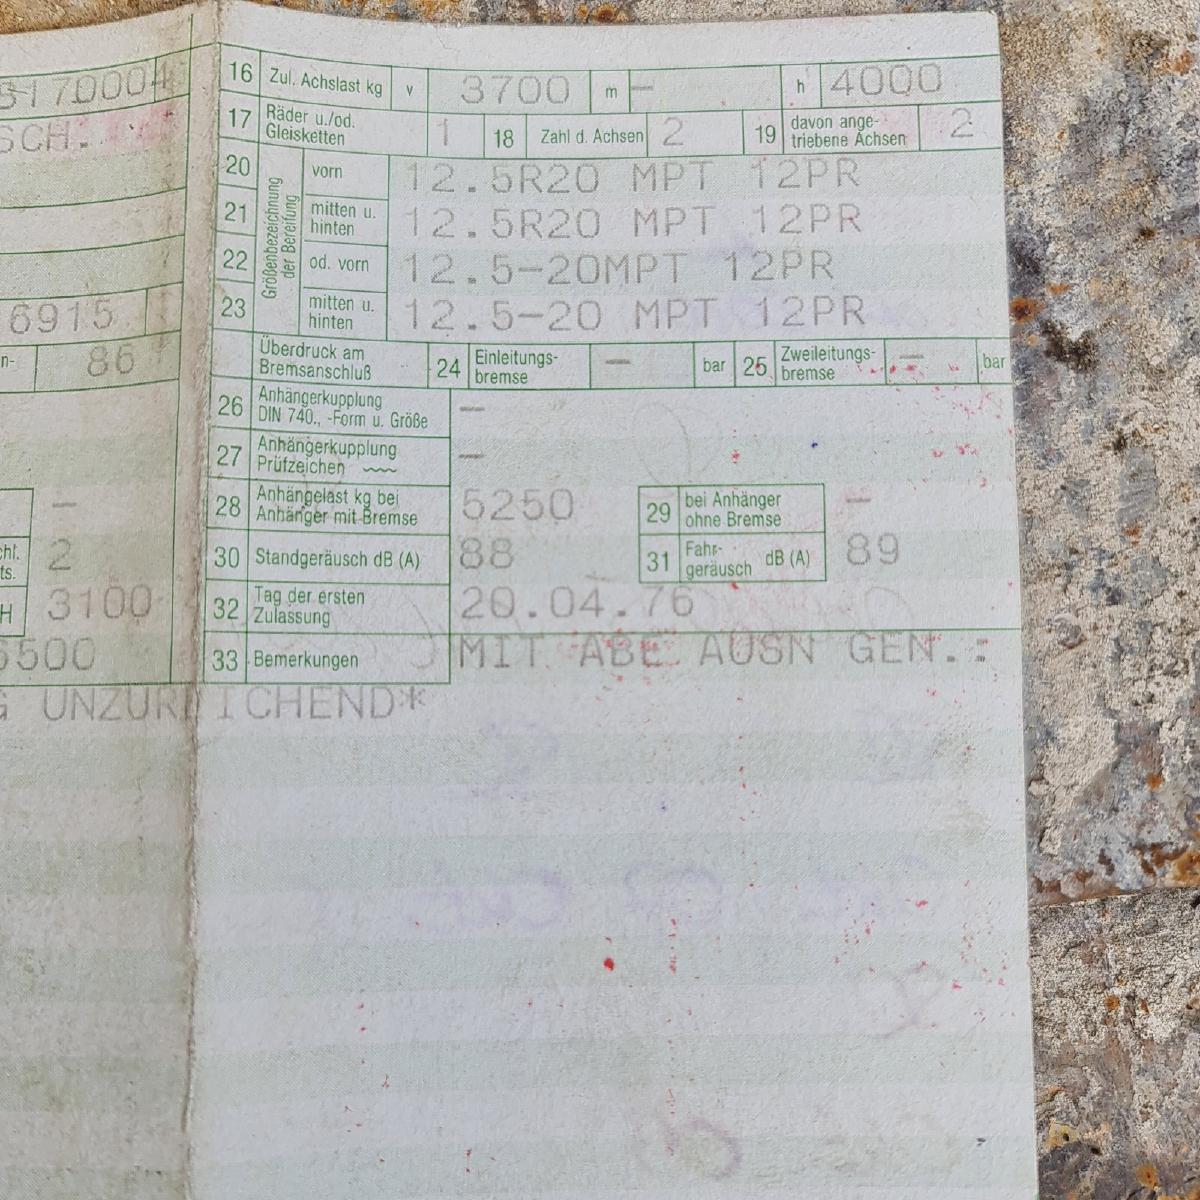 16 Zul. Achslast kg v 3700 m – h 4000
17 Räder u./od. Gleisketten 1 18 Zahl d. Achsen 2 19 davon ange-triebene Achsen 2
Größenbezeichnung der Bereifung
20 vorn 12.5R20 MPT 12PR
21 mitten u. hinten 12.5R20 MPT 12PR
22 od. vorn 12.5-20MPT 12PR
23 mitten u. hinten 12.5-20 MPT 12PR
Überdruck am Bremsanschluß 24 Einleitungs-bremse – bar 25 Zweileitungs-bremse – bar
26 Anhängerkupplung DIN 740., -Form u. Größe –
27 Anhängerkupplung Prüfzeichen –
28 Anhängelast kg bei Anhänger mit Bremse 5250 29 bei Anhänger ohne Bremse –
30 Standgeräusch dB (A) 88 31 Fahr-geräusch dB (A) 89
32 Tag der ersten Zulassung 20.04.76
33 Bemerkungen MIT ABE AUSN GEN.:
UNZUREICHEND*
70004
SCH.
6915
86
–
2
3100
6500